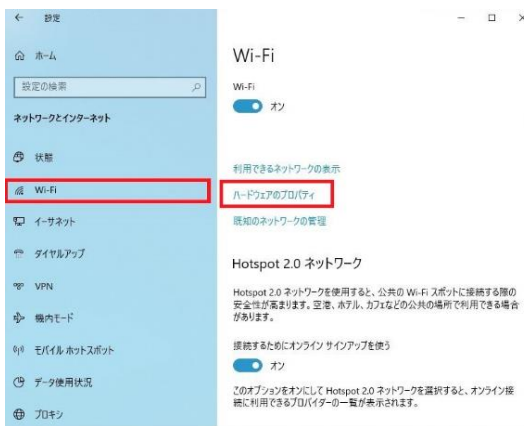 設定
ホーム
設定の検索
ネットワークとインターネット
状態
Wi-Fi
イーサネット
ダイヤルアップ
VPN
機内モード
モバイル ホットスポット
データ使用状況
プロキシ
Wi-Fi
Wi-Fi
オン
利用できるネットワークの表示
ハードウェアのプロパティ
既知のネットワークの管理
Hotspot 2.0 ネットワーク
Hotspot 2.0 ネットワークを使用すると、公共の Wi-Fi スポットに接続する際の
安全性が高まります。空港、ホテル、カフェなどの公共の場所で利用できる場合
があります。
接続するためにオンライン サインアップを使う
オン
このオプションをオンにして Hotspot 2.0 ネットワークを選択すると、オンライン接
続に利用できるプロバイダーの一覧が表示されます。